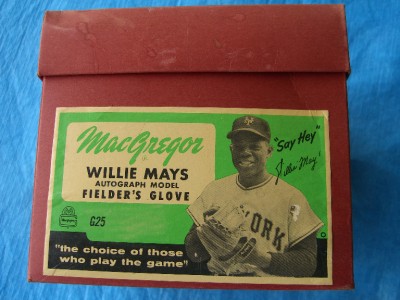 MacGregor
WILLIE MAYS
AUTOGRAPH MODEL
FIELDER'S GLOVE
G25
"Say Hey"
Willie Mays
YORK
"the choice of those
who play the game"